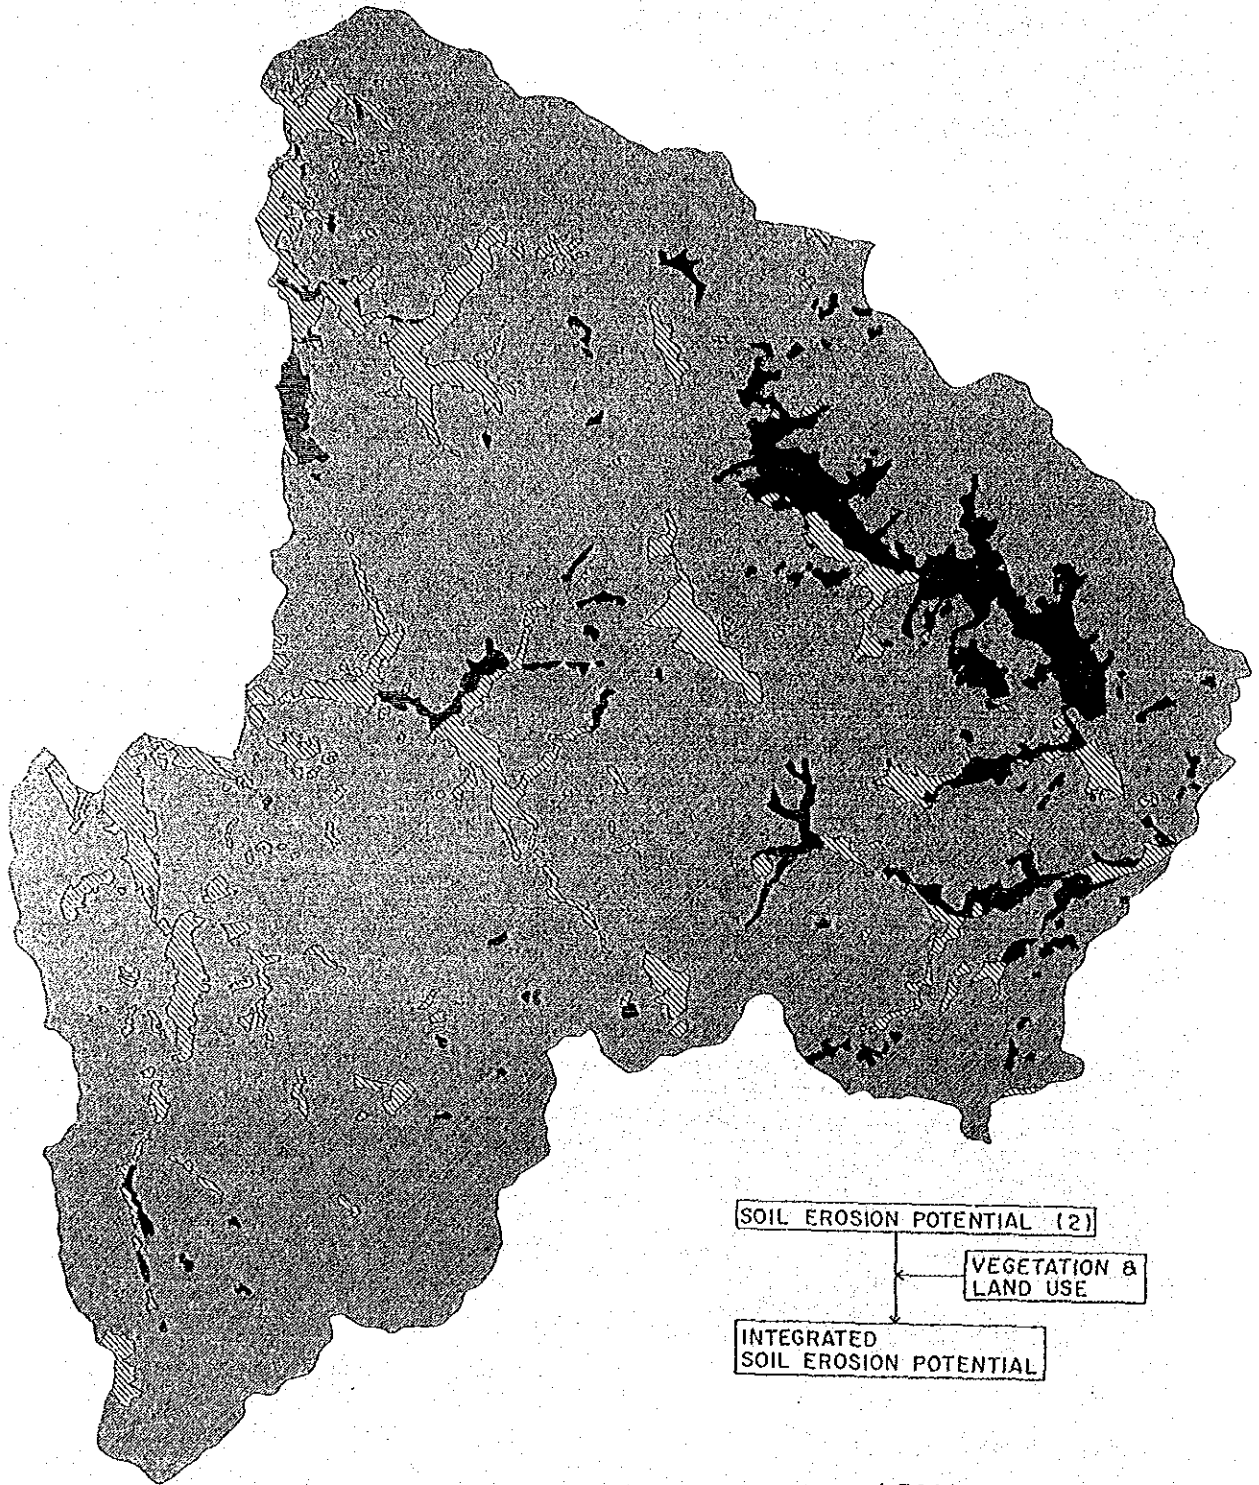 SOIL EROSION POTENTIAL (2)
VEGETATION &
LAND USE
INTEGRATED
SOIL EROSION POTENTIAL